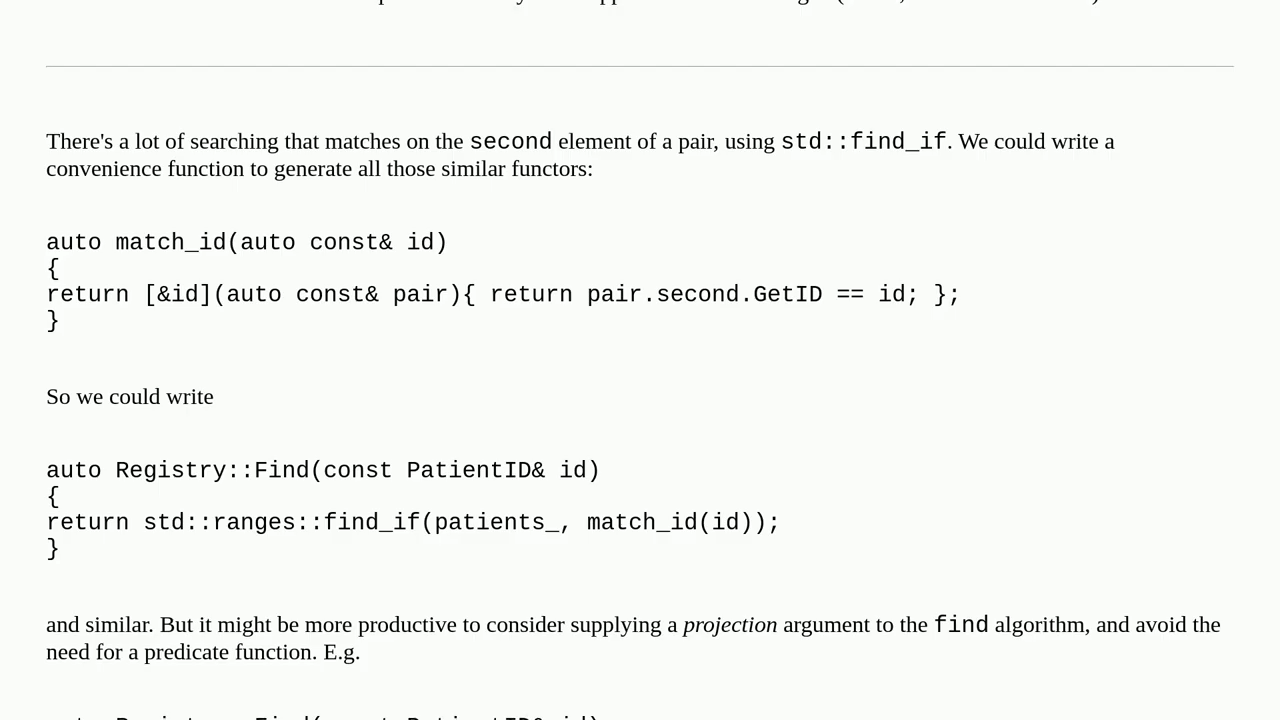 There's a lot of searching that matches on the second element of a pair, using std::find_if. We could write a
convenience function to generate all those similar functors:
auto match_id(auto const& id)
{
return [&id](auto const& pair){ return pair.second.GetID == id; };
}
So we could write
auto Registry::Find(const PatientID& id)
{
return std::ranges::find_if(patients_, match_id(id));
}
and similar. But it might be more productive to consider supplying a projection argument to the find algorithm, and avoid the
need for a predicate function. E.g.